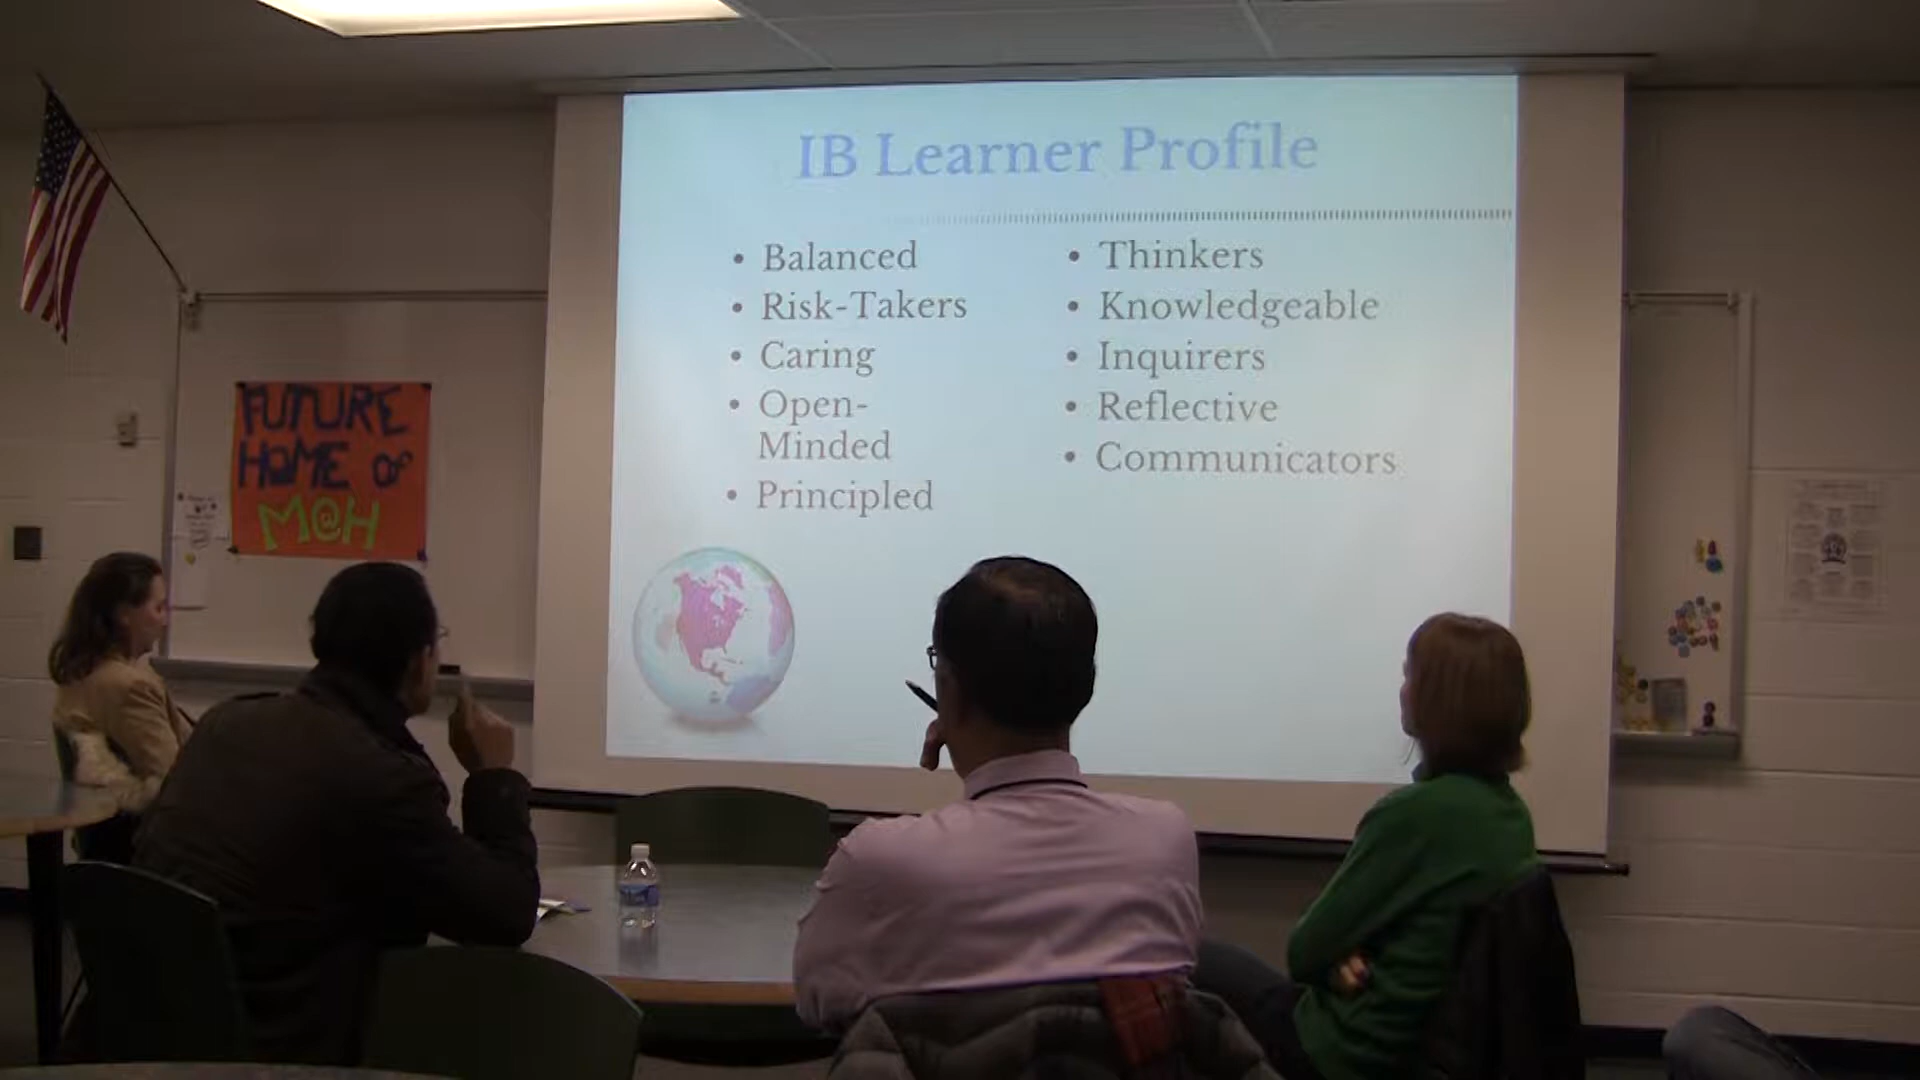 IB Learner Profile
• Balanced
• Risk-Takers
• Caring
• Open-
Minded
• Principled
• Thinkers
• Knowledgeable
• Inquirers
• Reflective
• Communicators
FUTURE
HOME OF
M@H